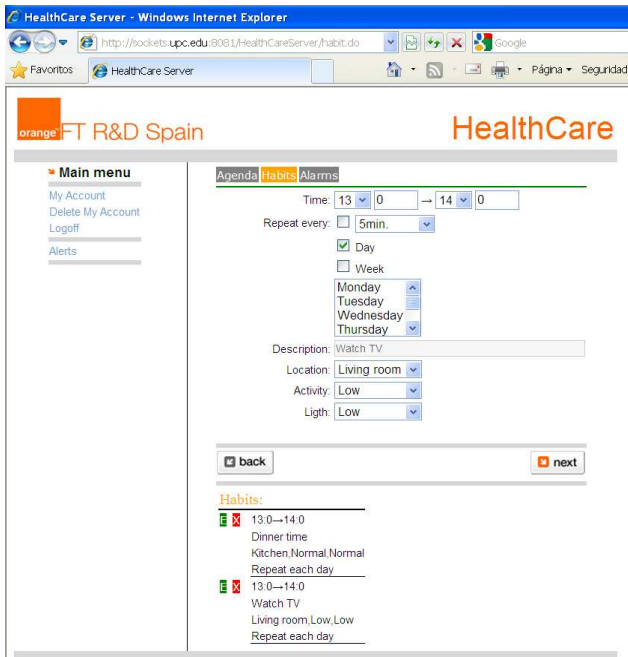 HealthCare Server - Windows Internet Explorer
http://sockets.upc.edu:8081/HealthCareServer/habit.do
Google
Favoritos
HealthCare Server
Página
Seguridad
orange™ FT R&D Spain
HealthCare
Main menu
My Account
Delete My Account
Logoff
Alerts
Agenda Habits Alarms
Time: 13 0 → 14 0
Repeat every: 5min.
Day
Week
Monday
Tuesday
Wednesday
Thursday
Description: Watch TV
Location: Living room
Activity: Low
Ligth: Low
back
next
Habits:
E X 13:0→14:0
Dinner time
Kitchen,Normal,Normal
Repeat each day
E X 13:0→14:0
Watch TV
Living room,Low,Low
Repeat each day